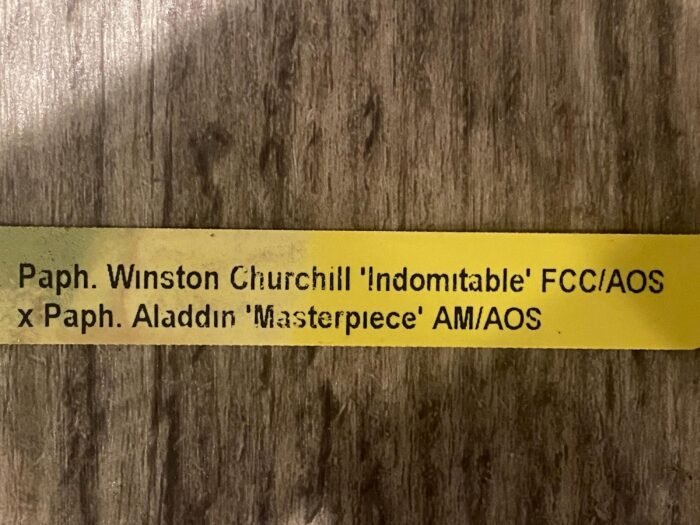 Paph. Winston Churchill 'Indomitable' FCC/AOS
x Paph. Aladdin 'Masterpiece' AM/AOS